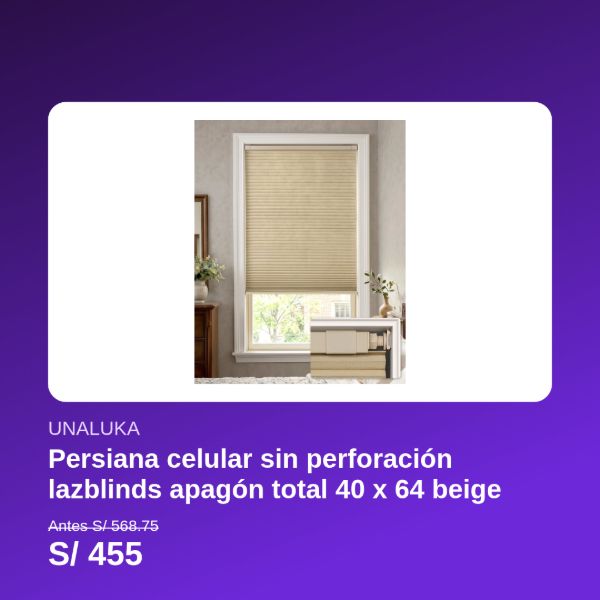 UNALUKA
Persiana celular sin perforación
lazblinds apagón total 40 x 64 beige
Antes S/ 568.75
S/ 455